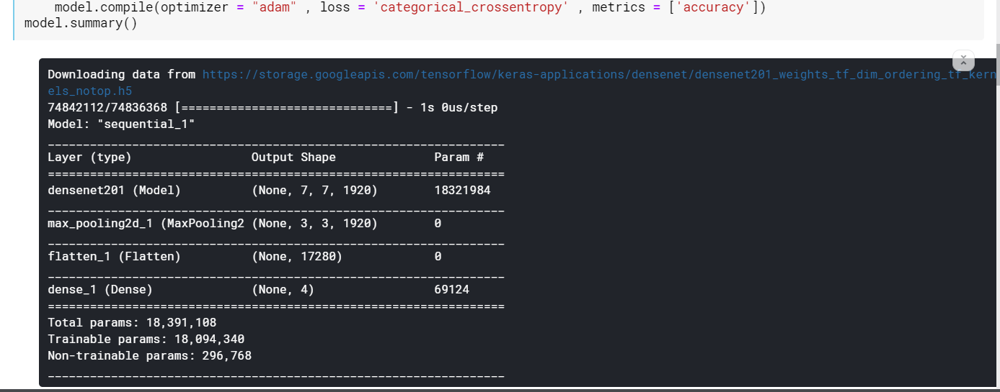 model.compile(optimizer = "adam" , loss = 'categorical_crossentropy' , metrics = ['accuracy'])
model.summary()
Downloading data from https://storage.googleapis.com/tensorflow/keras-applications/densenet/densenet201_weights_tf_dim_ordering_tf_kern
els_notop.h5
74842112/74836368 [==============================] - 1s 0us/step
Model: "sequential_1"
_________________________________________________________________
Layer (type)                 Output Shape              Param #
=================================================================
densenet201 (Model)          (None, 7, 7, 1920)        18321984
_________________________________________________________________
max_pooling2d_1 (MaxPooling2 (None, 3, 3, 1920)        0
_________________________________________________________________
flatten_1 (Flatten)          (None, 17280)             0
_________________________________________________________________
dense_1 (Dense)              (None, 4)                 69124
=================================================================
Total params: 18,391,108
Trainable params: 18,094,340
Non-trainable params: 296,768
_________________________________________________________________